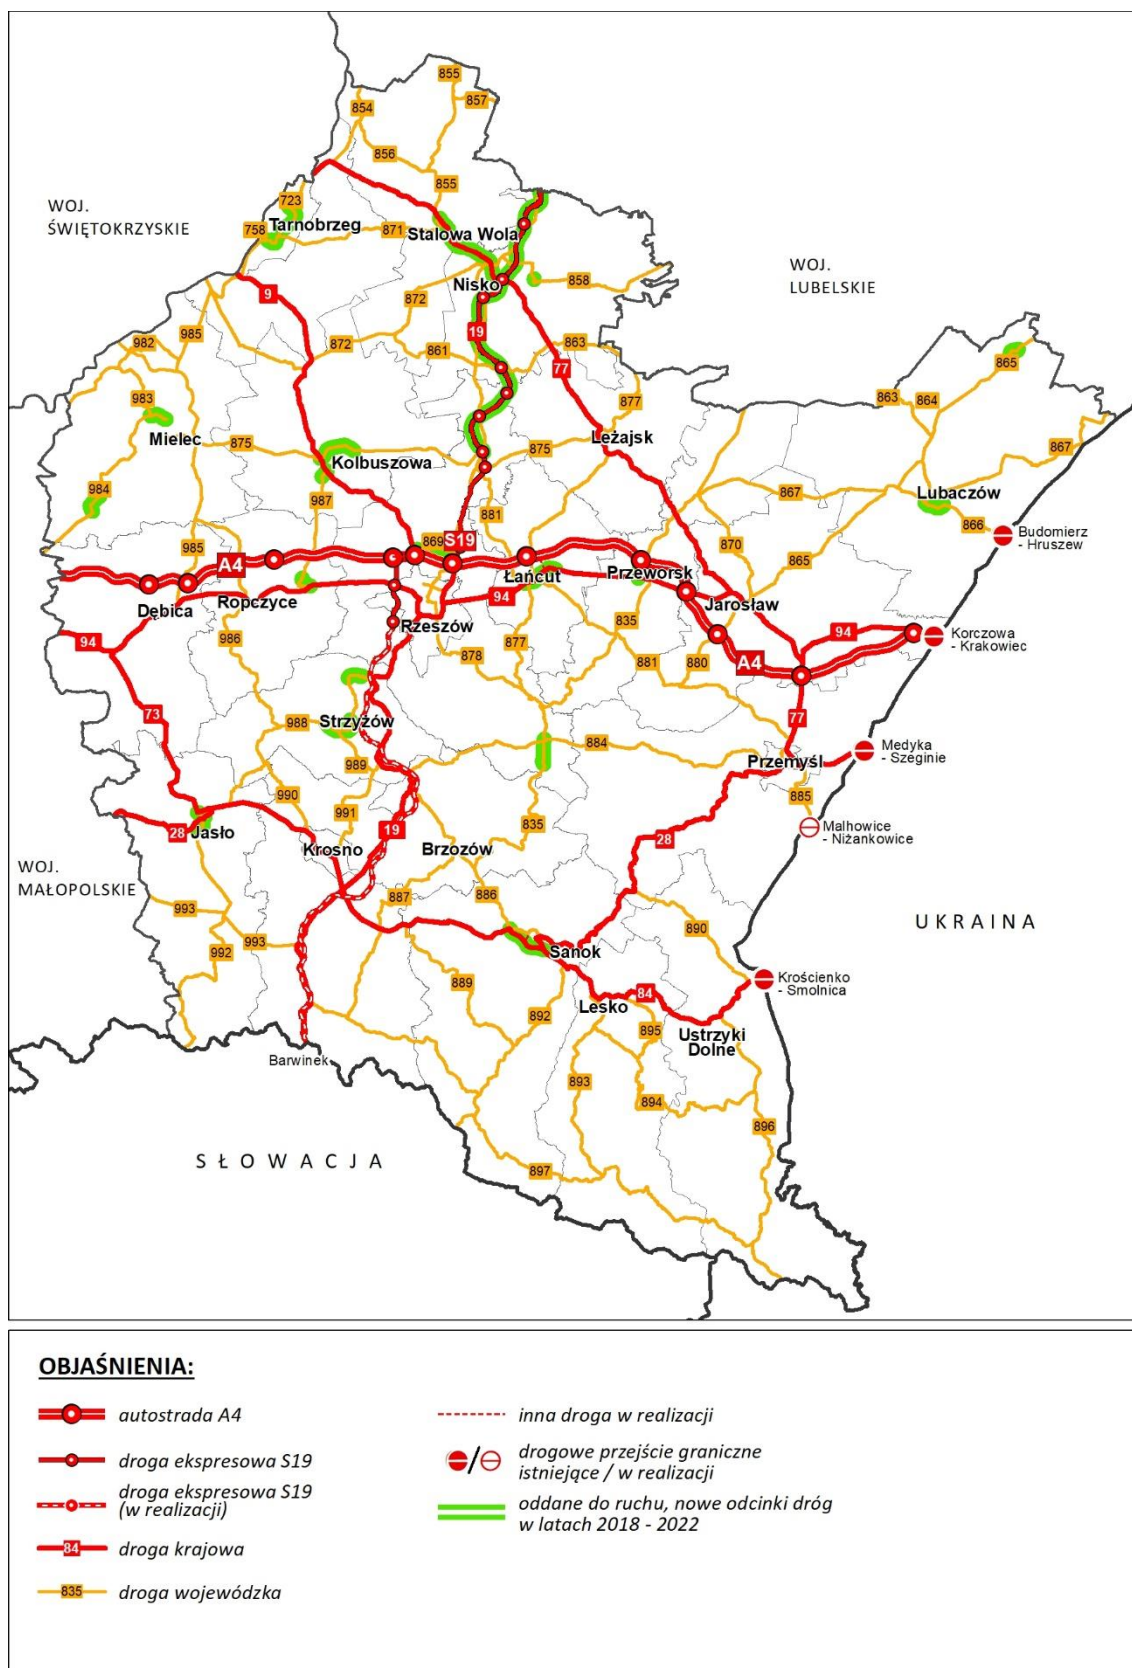 855
857
854
856
855
WOJ.
ŚWIĘTOKRZYSKIE
723
Tarnobrzeg
758
871
Stalowa Wola
WOJ.
LUBELSKIE
Nisko
858
9
872
19
982
985
872
861
863
77
865
983
877
863
864
Mielec
875
Kolbuszowa
Leżajsk
875
867
984
987
881
867
Lubaczów
866
Budomierz
- Hruszew
985
A4
869
S19
870
865
Dębica
Ropczyce
Łańcut
Przeworsk
94
Jarosław
94
986
Rzeszów
877
835
94
Korczowa
- Krakowiec
878
881
880
A4
73
988
Strzyżów
77
884
Medyka
- Szeginie
989
Przemyśl
990
885
991
19
835
28
Jasło
Krosno
Brzozów
28
Malhowice
- Niżankowice
WOJ.
MAŁOPOLSKIE
887
886
993
890
UKRAINA
993
992
Sanok
889
Krościenko
- Smolnica
84
892
Lesko
895
Ustrzyki
Dolne
Barwinek
893
894
896
SŁOWACJA
897
OBJAŚNIENIA:
autostrada A4
droga ekspresowa S19
droga ekspresowa S19
(w realizacji)
84
droga krajowa
835
droga wojewódzka
inna droga w realizacji
/
drogowe przejście graniczne
istniejące / w realizacji
oddane do ruchu, nowe odcinki dróg
w latach 2018 - 2022